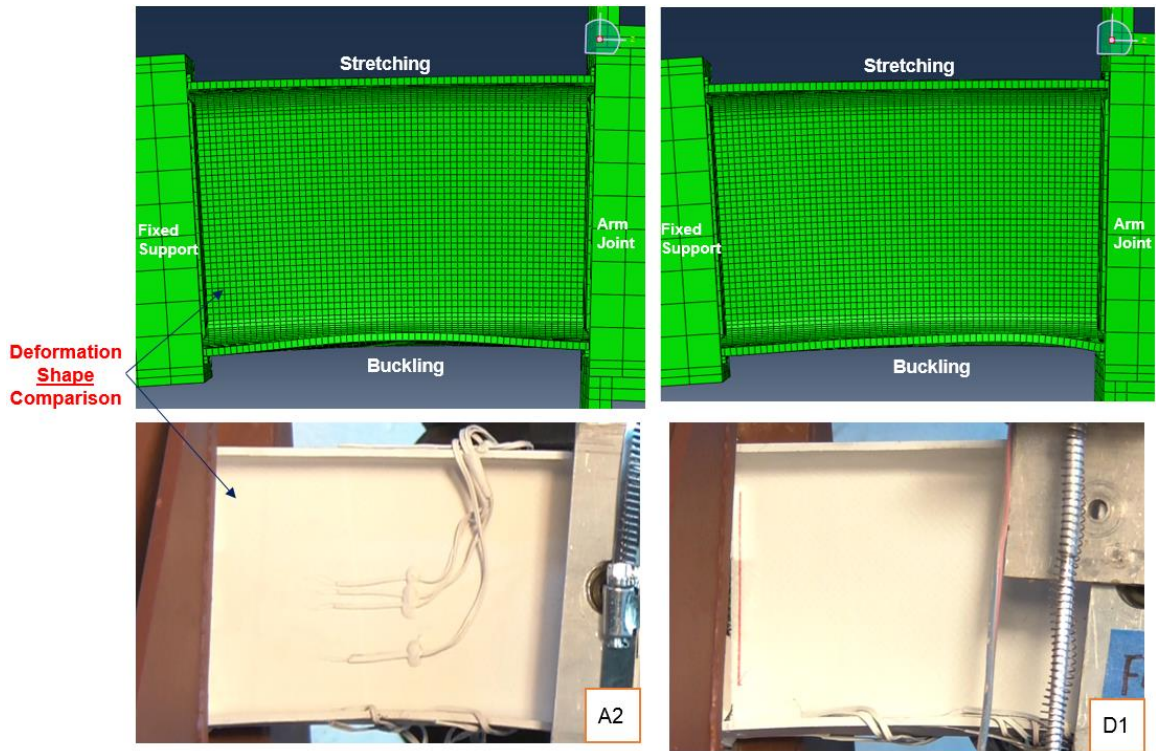 Stretching
Fixed
Support
Arm
Joint
Buckling
Stretching
Fixed
Support
Arm
Joint
Buckling
Deformation
Shape
Comparison
A2
D1